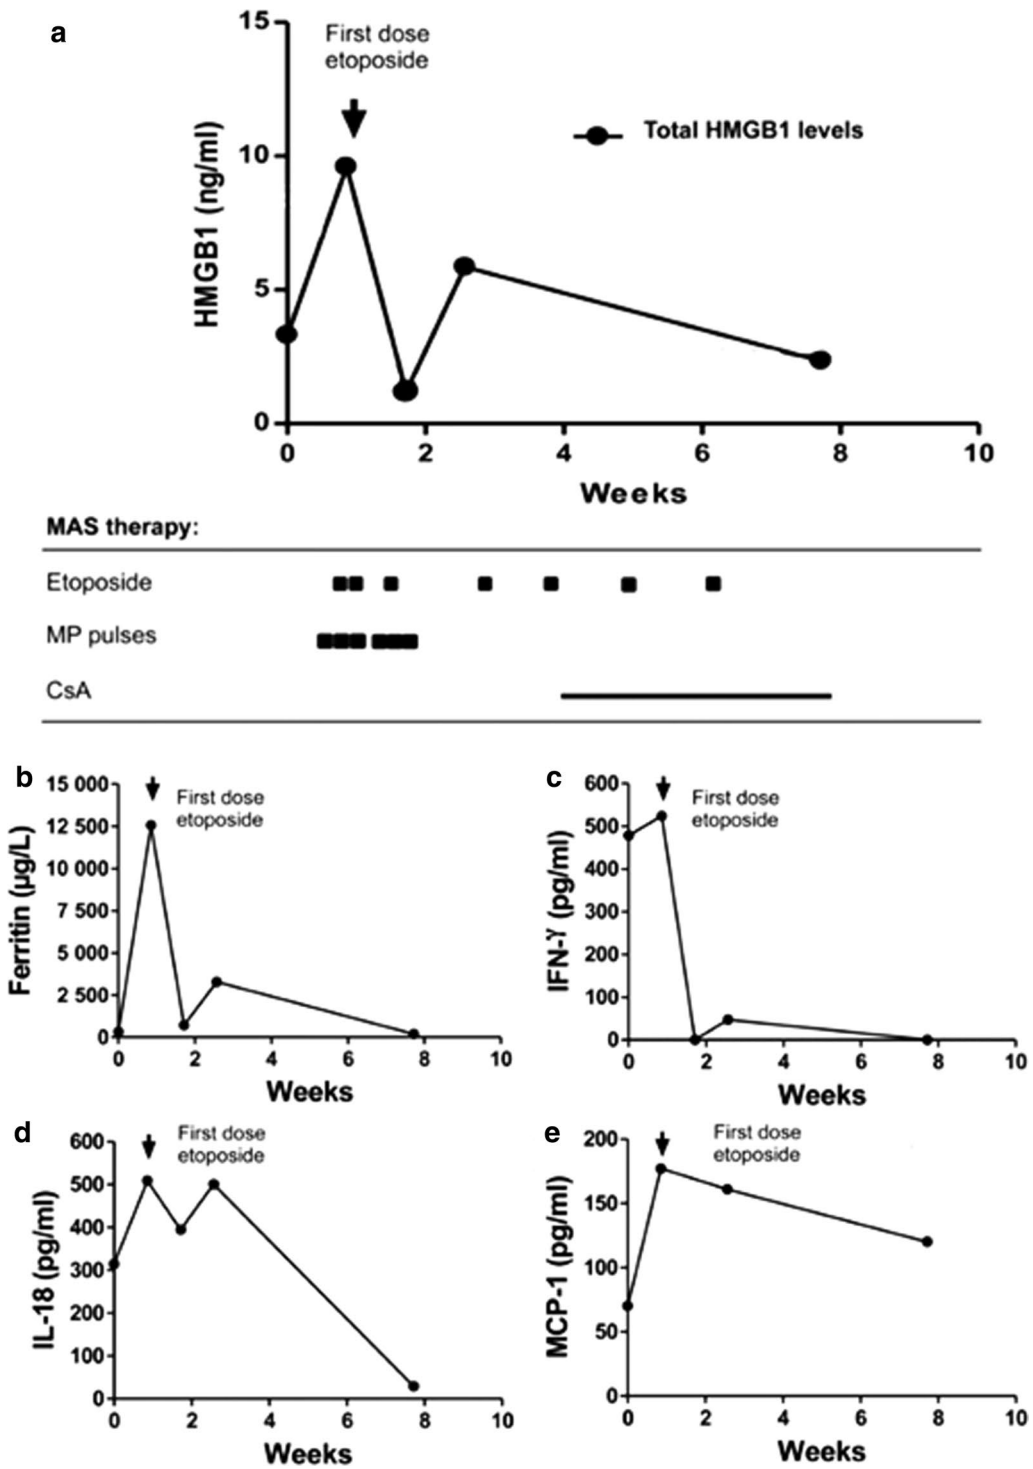 a
First dose
etoposide
Total HMGB1 levels
HMGB1 (ng/ml)
15
10
5
0
0 2 4 6 8 10
Weeks
MAS therapy:
Etoposide
MP pulses
CsA
b
First dose
etoposide
Ferritin (µg/L)
15 000
12 500
10 000
7 500
5 000
2 500
0
0 2 4 6 8 10
Weeks
c
First dose
etoposide
IFN-γ (pg/ml)
600
500
400
300
200
100
0
0 2 4 6 8 10
Weeks
d
First dose
etoposide
IL-18 (pg/ml)
600
500
400
300
200
100
0
0 2 4 6 8 10
Weeks
e
First dose
etoposide
MCP-1 (pg/ml)
200
150
100
50
0
0 2 4 6 8 10
Weeks